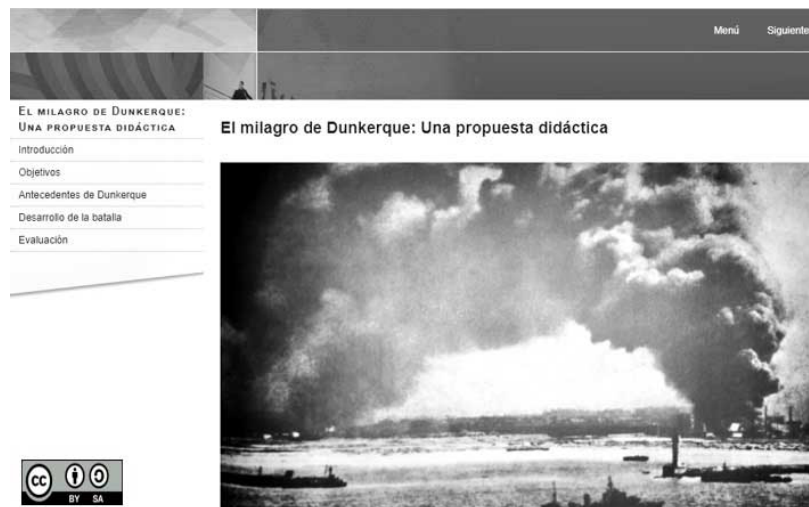 Menú Siguiente
EL MILAGRO DE DUNKERQUE:
UNA PROPUESTA DIDÁCTICA
Introducción
Objetivos
Antecedentes de Dunkerque
Desarrollo de la batalla
Evaluación
El milagro de Dunkerque: Una propuesta didáctica
cc
BY SA